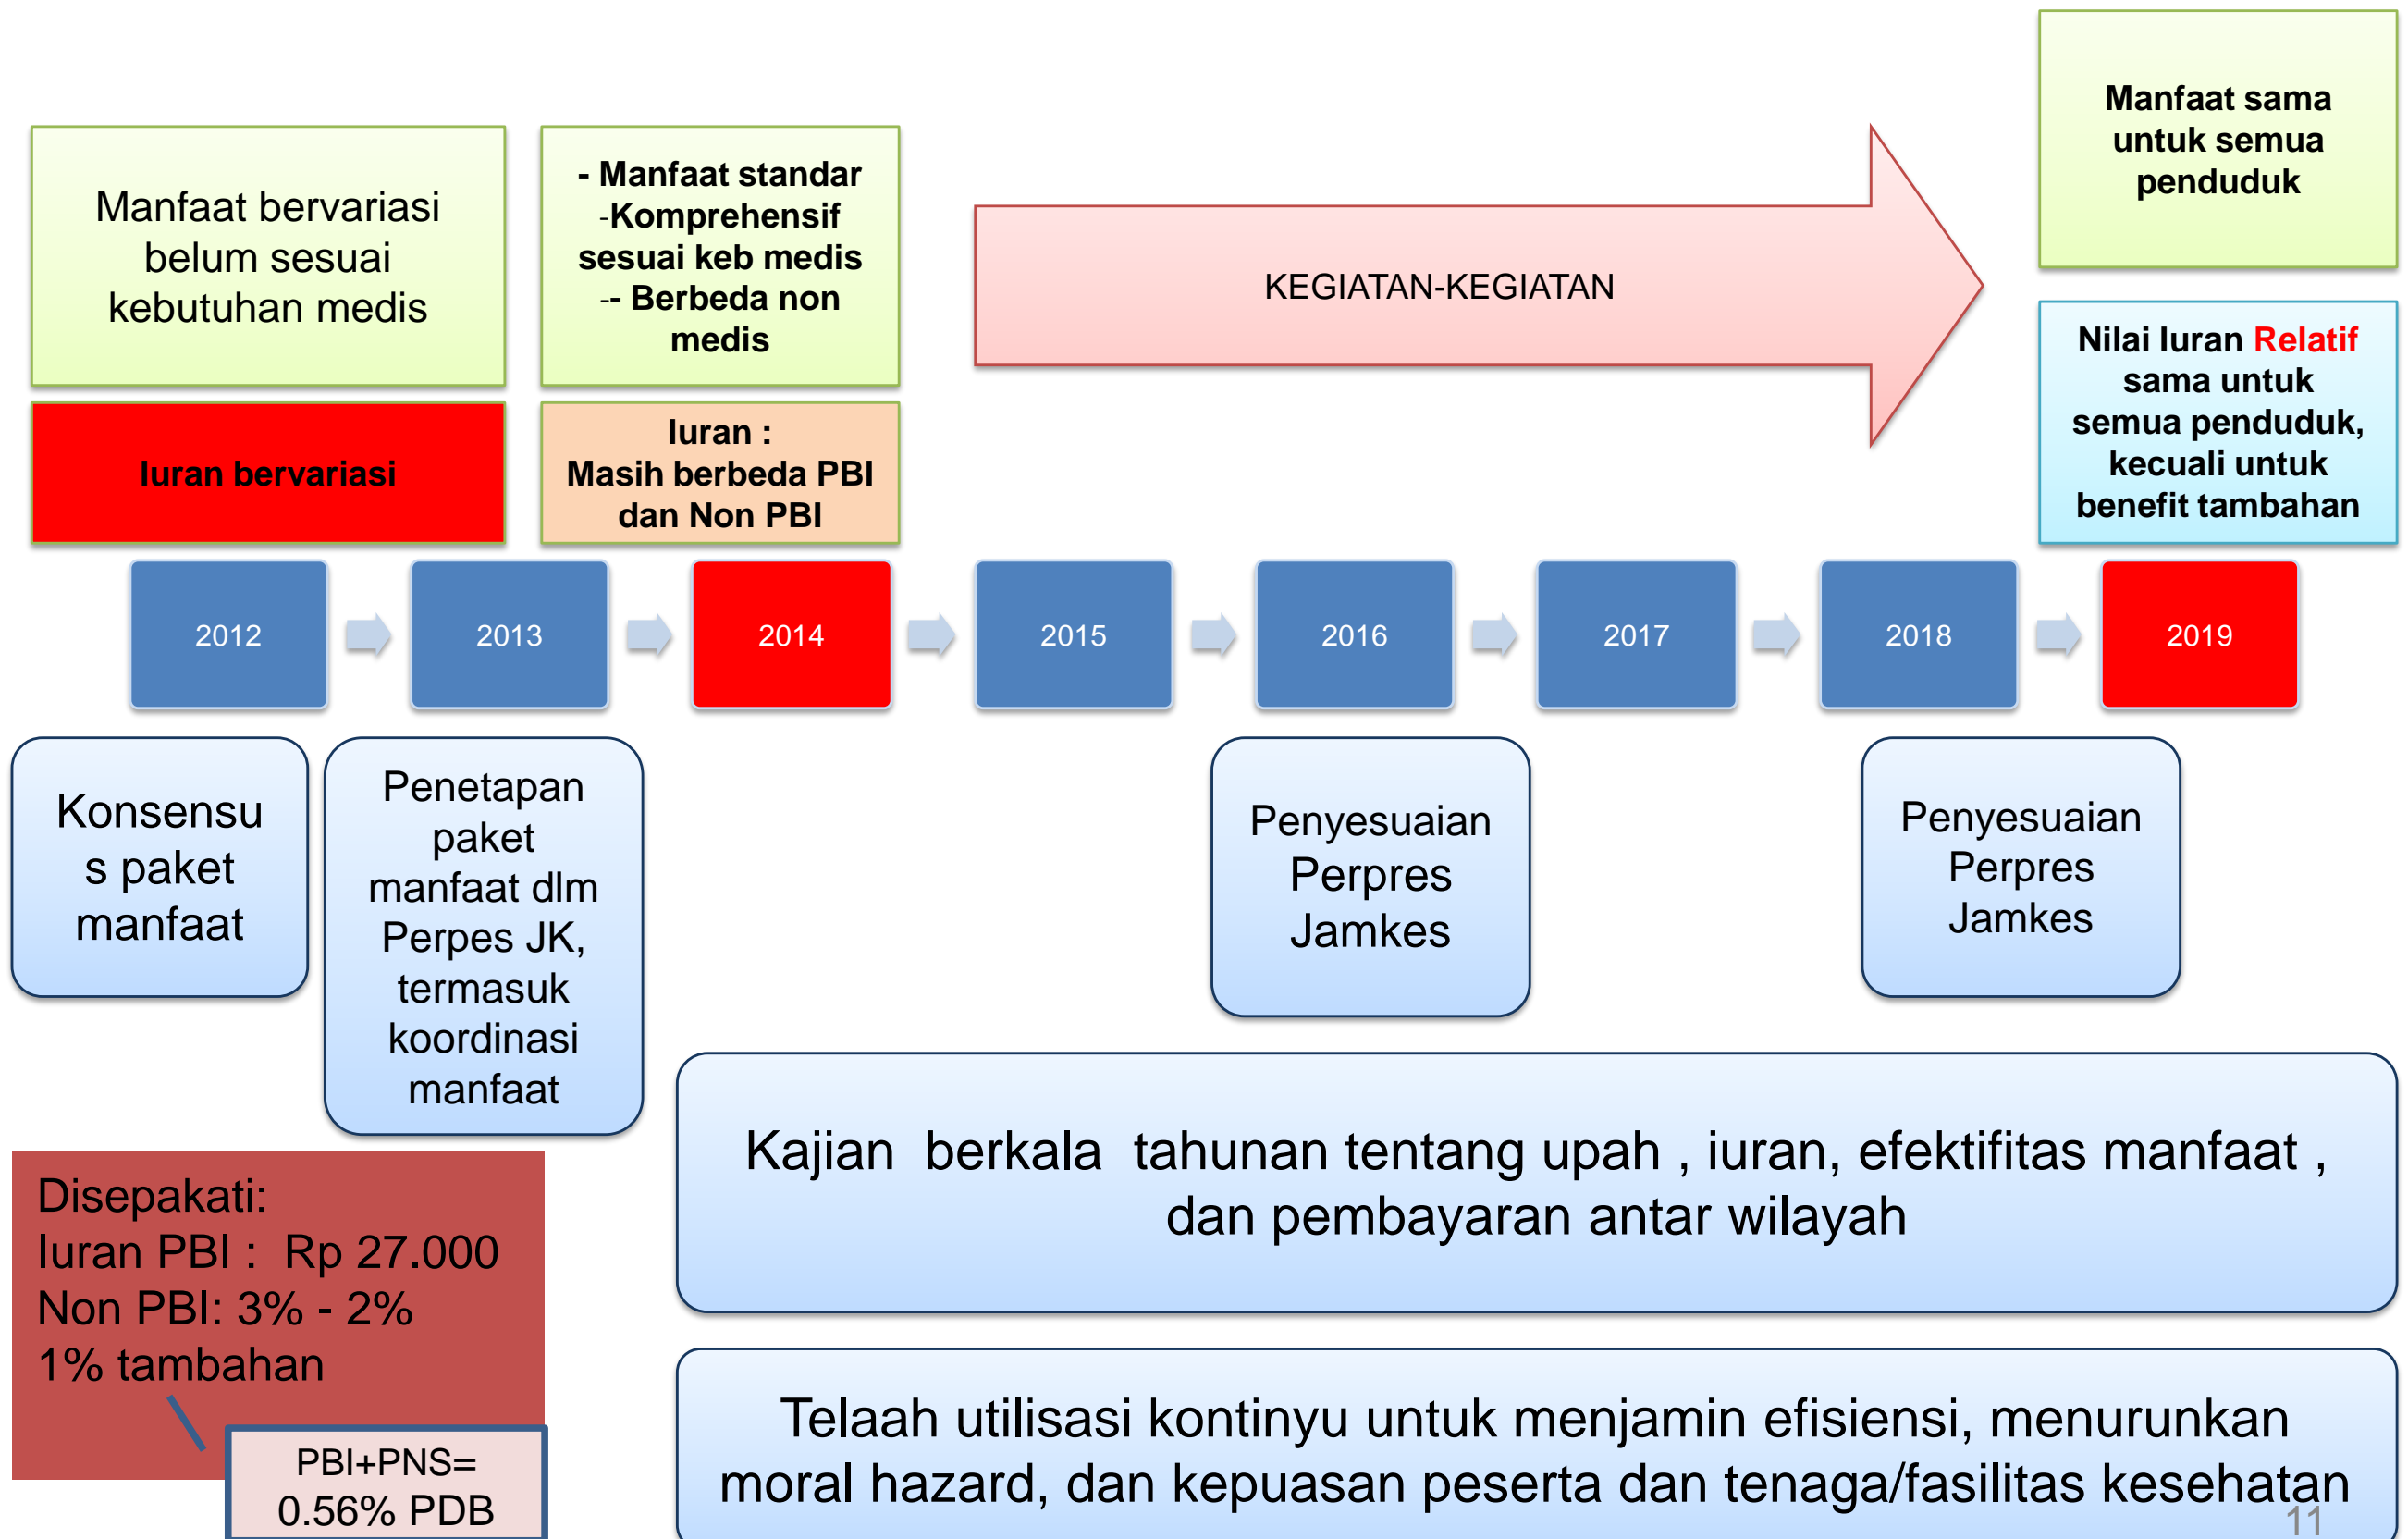 Manfaat bervariasi
belum sesuai
kebutuhan medis
- Manfaat standar
-Komprehensif
sesuai keb medis
-- Berbeda non
medis
KEGIATAN-KEGIATAN
Manfaat sama
untuk semua
penduduk
Iuran bervariasi
Iuran :
Masih berbeda PBI
dan Non PBI
Nilai Iuran Relatif
sama untuk
semua penduduk,
kecuali untuk
benefit tambahan
2012
2013
2014
2015
2016
2017
2018
2019
Konsensu
s paket
manfaat
Penetapan
paket
manfaat dlm
Perpes JK,
termasuk
koordinasi
manfaat
Penyesuaian
Perpres
Jamkes
Penyesuaian
Perpres
Jamkes
Kajian berkala tahunan tentang upah , iuran, efektifitas manfaat ,
dan pembayaran antar wilayah
Disepakati:
Iuran PBI : Rp 27.000
Non PBI: 3% - 2%
1% tambahan
PBI+PNS=
0.56% PDB
Telaah utilisasi kontinyu untuk menjamin efisiensi, menurunkan
moral hazard, dan kepuasan peserta dan tenaga/fasilitas kesehatan
11